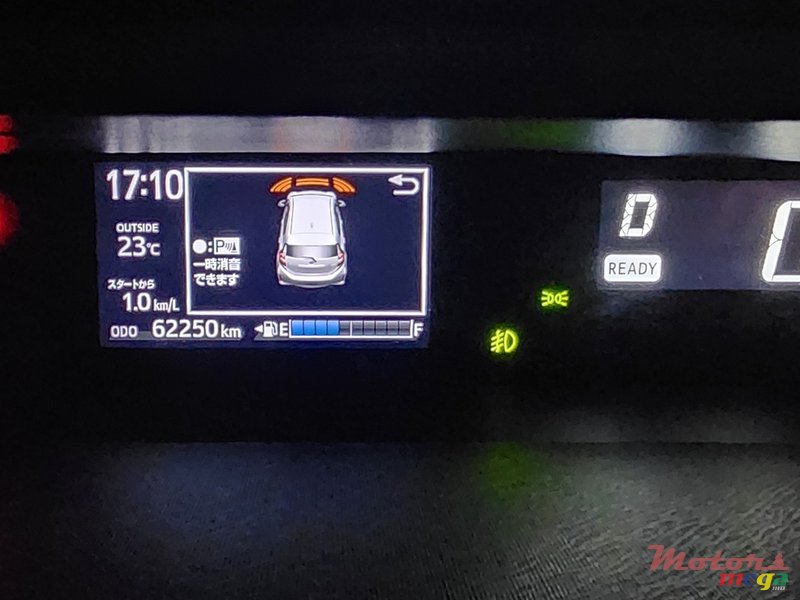 17:10
OUTSIDE
23℃
スタートから
1.0 km/L
ODO 62250 km
E F
:P
一時消音
できます
D
READY
Motors
mega
.mu